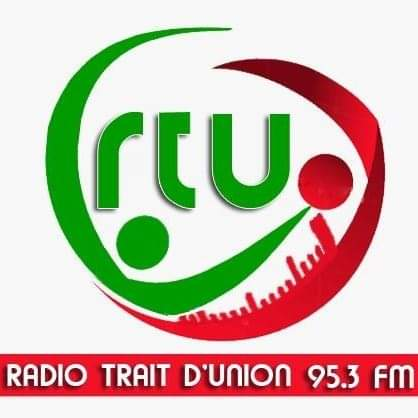 rtu
RADIO TRAIT D'UNION 95.3 FM